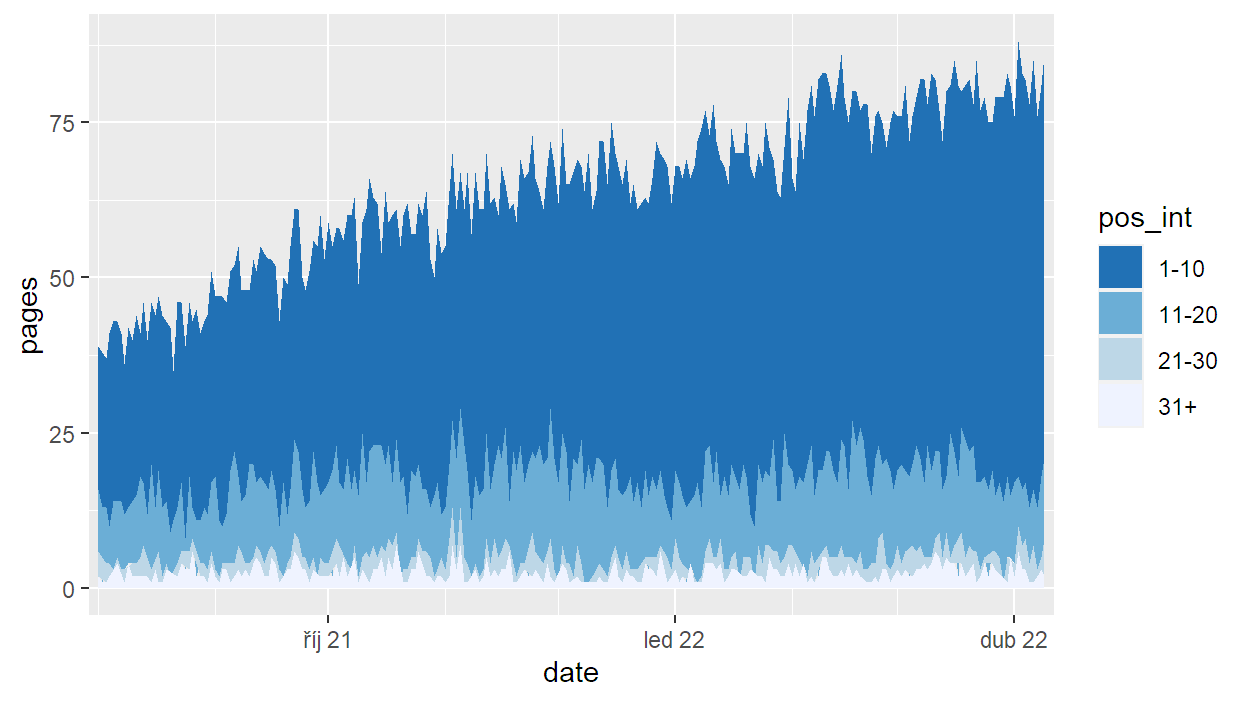 75
50
25
0
pages
říj 21
led 22
dub 22
date
pos_int
1-10
11-20
21-30
31+